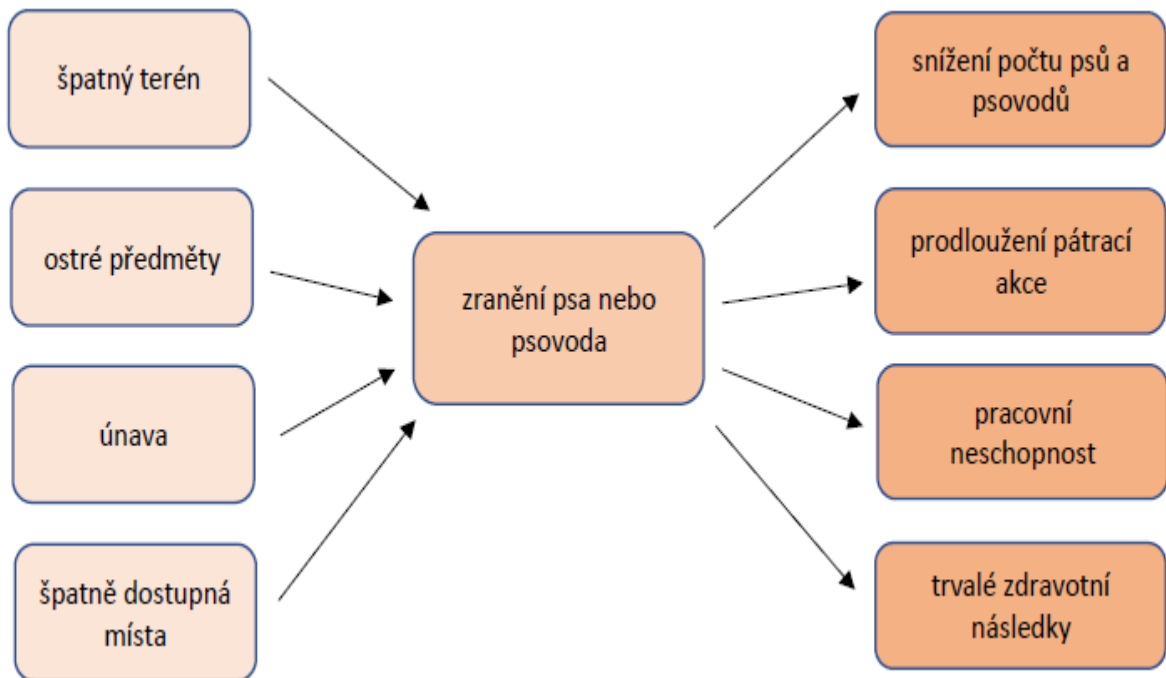 špatný terén
ostré předměty
únava
špatně dostupná
místa
zranění psa nebo
psovoda
snížení počtu psů a
psovodů
prodloužení pátrací
akce
pracovní
neschopnost
trvalé zdravotní
následky